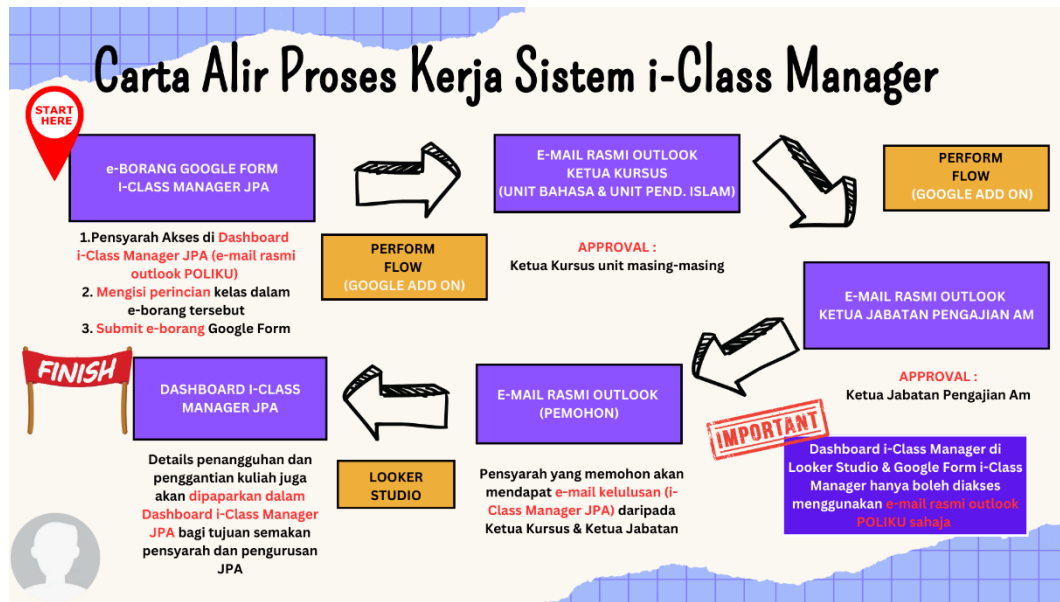 Carta Alir Proses Kerja Sistem i-Class Manager
START
HERE
e-BORANG GOOGLE FORM
I-CLASS MANAGER JPA
1.Pensyarah Akses di Dashboard
i-Class Manager JPA (e-mail rasmi
outlook POLIKU)
2. Mengisi perincian kelas dalam
e-borang tersebut
3. Submit e-borang Google Form
PERFORM
FLOW
(GOOGLE ADD ON)
E-MAIL RASMI OUTLOOK
KETUA KURSUS
(UNIT BAHASA & UNIT PEND. ISLAM)
APPROVAL :
Ketua Kursus unit masing-masing
PERFORM
FLOW
(GOOGLE ADD ON)
E-MAIL RASMI OUTLOOK
KETUA JABATAN PENGAJIAN AM
APPROVAL :
Ketua Jabatan Pengajian Am
IMPORTANT
Dashboard i-Class Manager di
Looker Studio & Google Form i-Class
Manager hanya boleh diakses
menggunakan e-mail rasmi outlook
POLIKU sahaja
E-MAIL RASMI OUTLOOK
(PEMOHON)
Pensyarah yang memohon akan
mendapat e-mail kelulusan (i-
Class Manager JPA) daripada
Ketua Kursus & Ketua Jabatan
LOOKER
STUDIO
FINISH
DASHBOARD I-CLASS
MANAGER JPA
Details penangguhan dan
penggantian kuliah juga
akan dipaparkan dalam
Dashboard i-Class Manager
JPA bagi tujuan semakan
pensyarah dan pengurusan
JPA